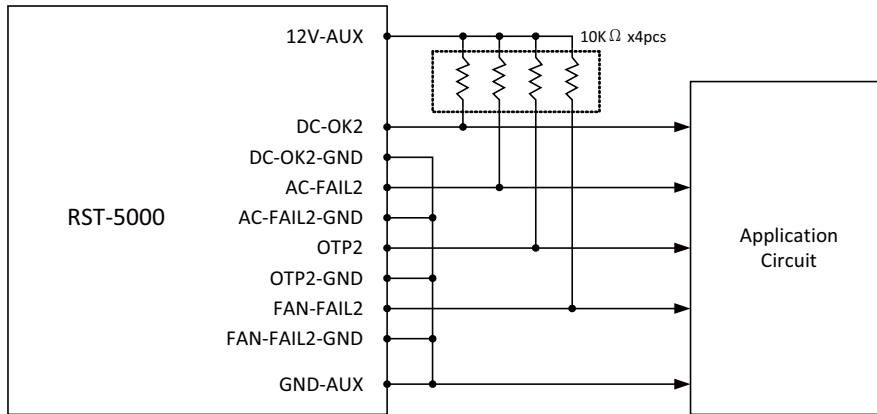 12V-AUX
10KΩ x4pcs
DC-OK2
DC-OK2-GND
AC-FAIL2
RST-5000
AC-FAIL2-GND
OTP2
OTP2-GND
FAN-FAIL2
FAN-FAIL2-GND
GND-AUX
Application
Circuit